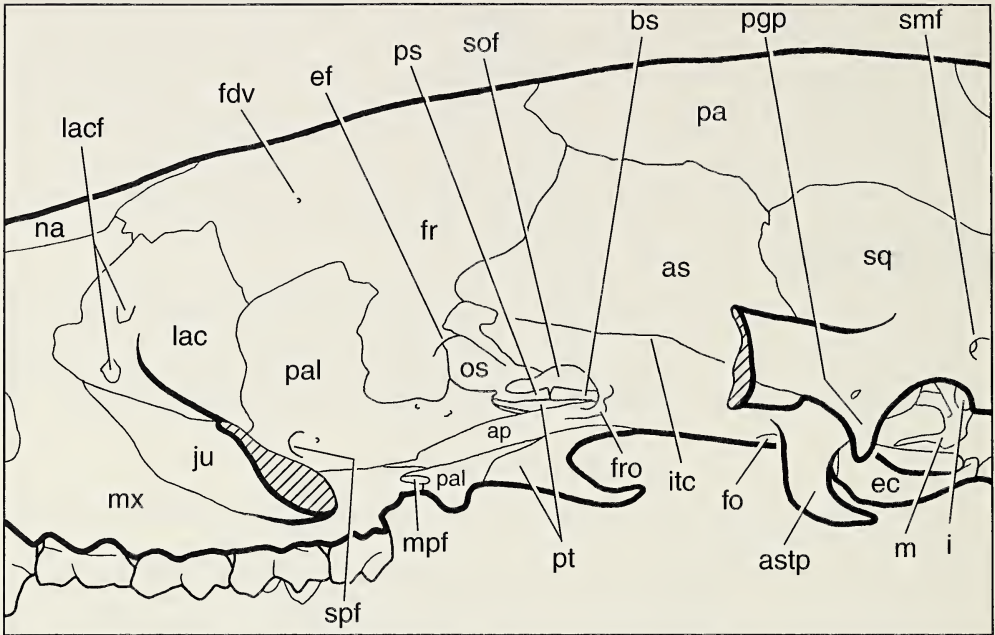 bs
pgp
smf
sof
ps
ef
fdv
lacf
pa
na
fr
sq
as
lac
pal
os
ap
ju
pal
fro
itc
fo
ec
mx
mpf
pt
astp
m
i
spf